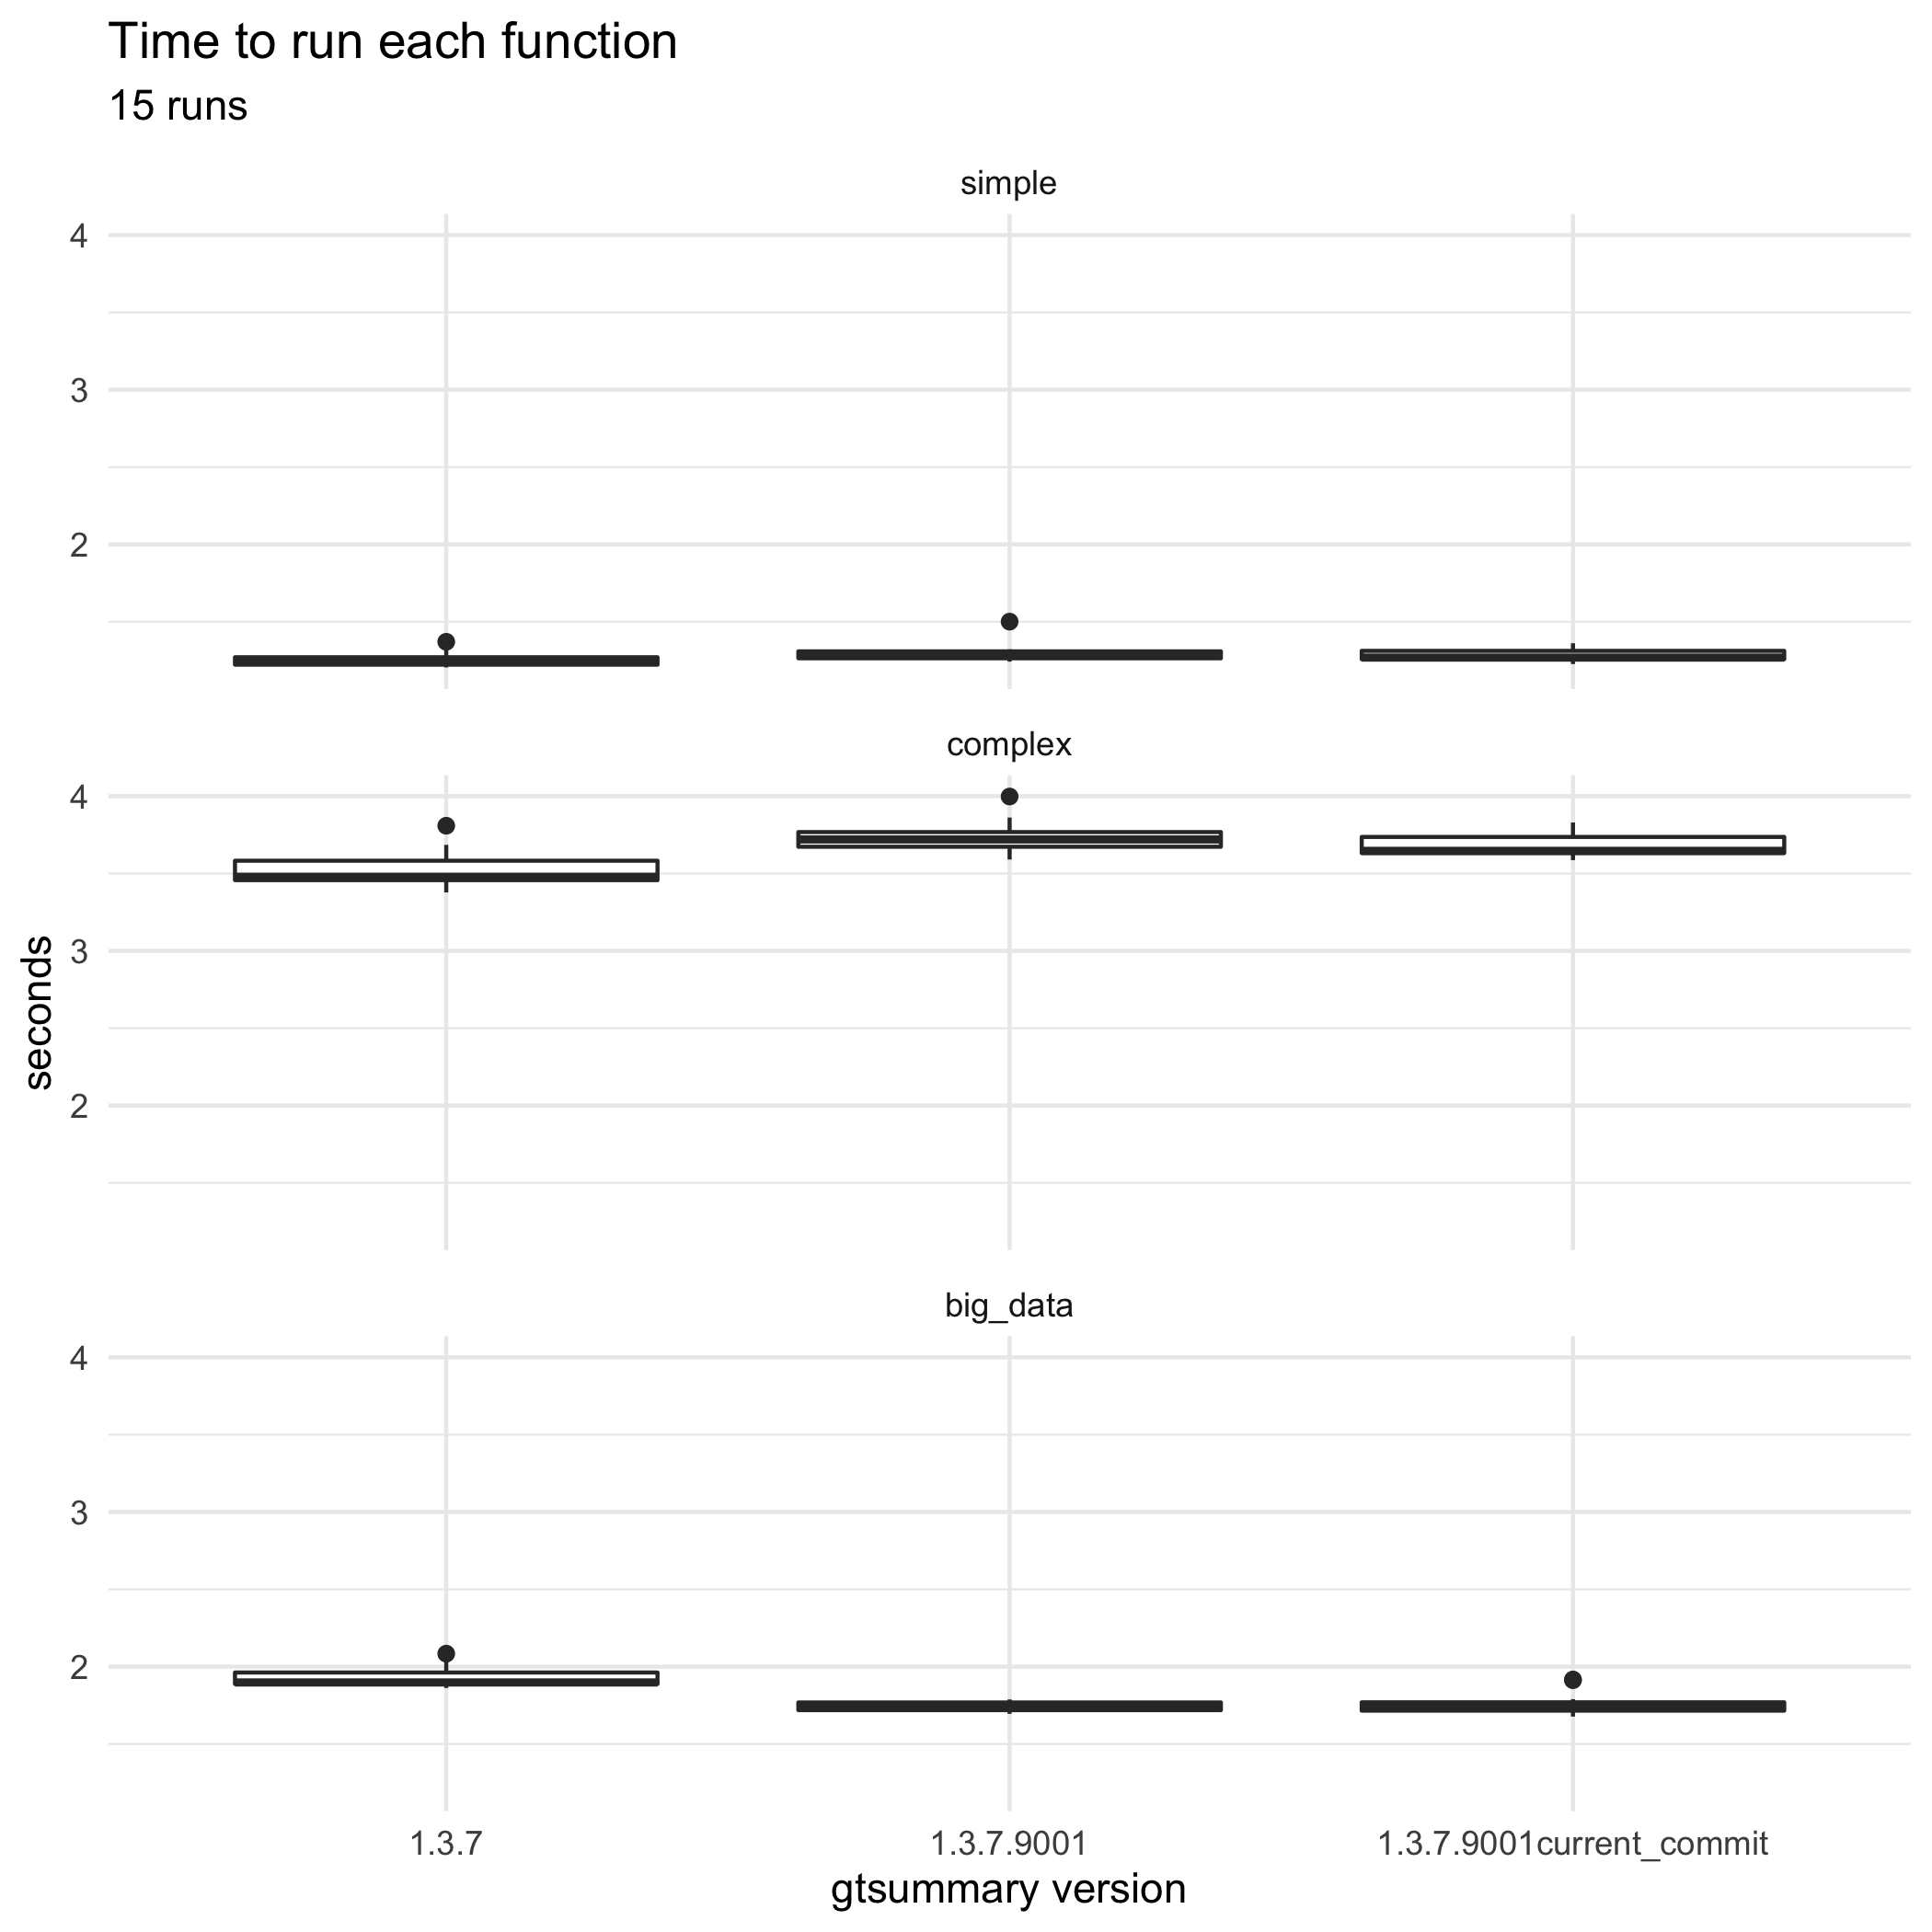 Time to run each function
15 runs
simple
4
3
2
complex
4
3
2
seconds
big_data
4
3
2
1.3.7 1.3.7.9001 1.3.7.9001current_commit
gtsummary version